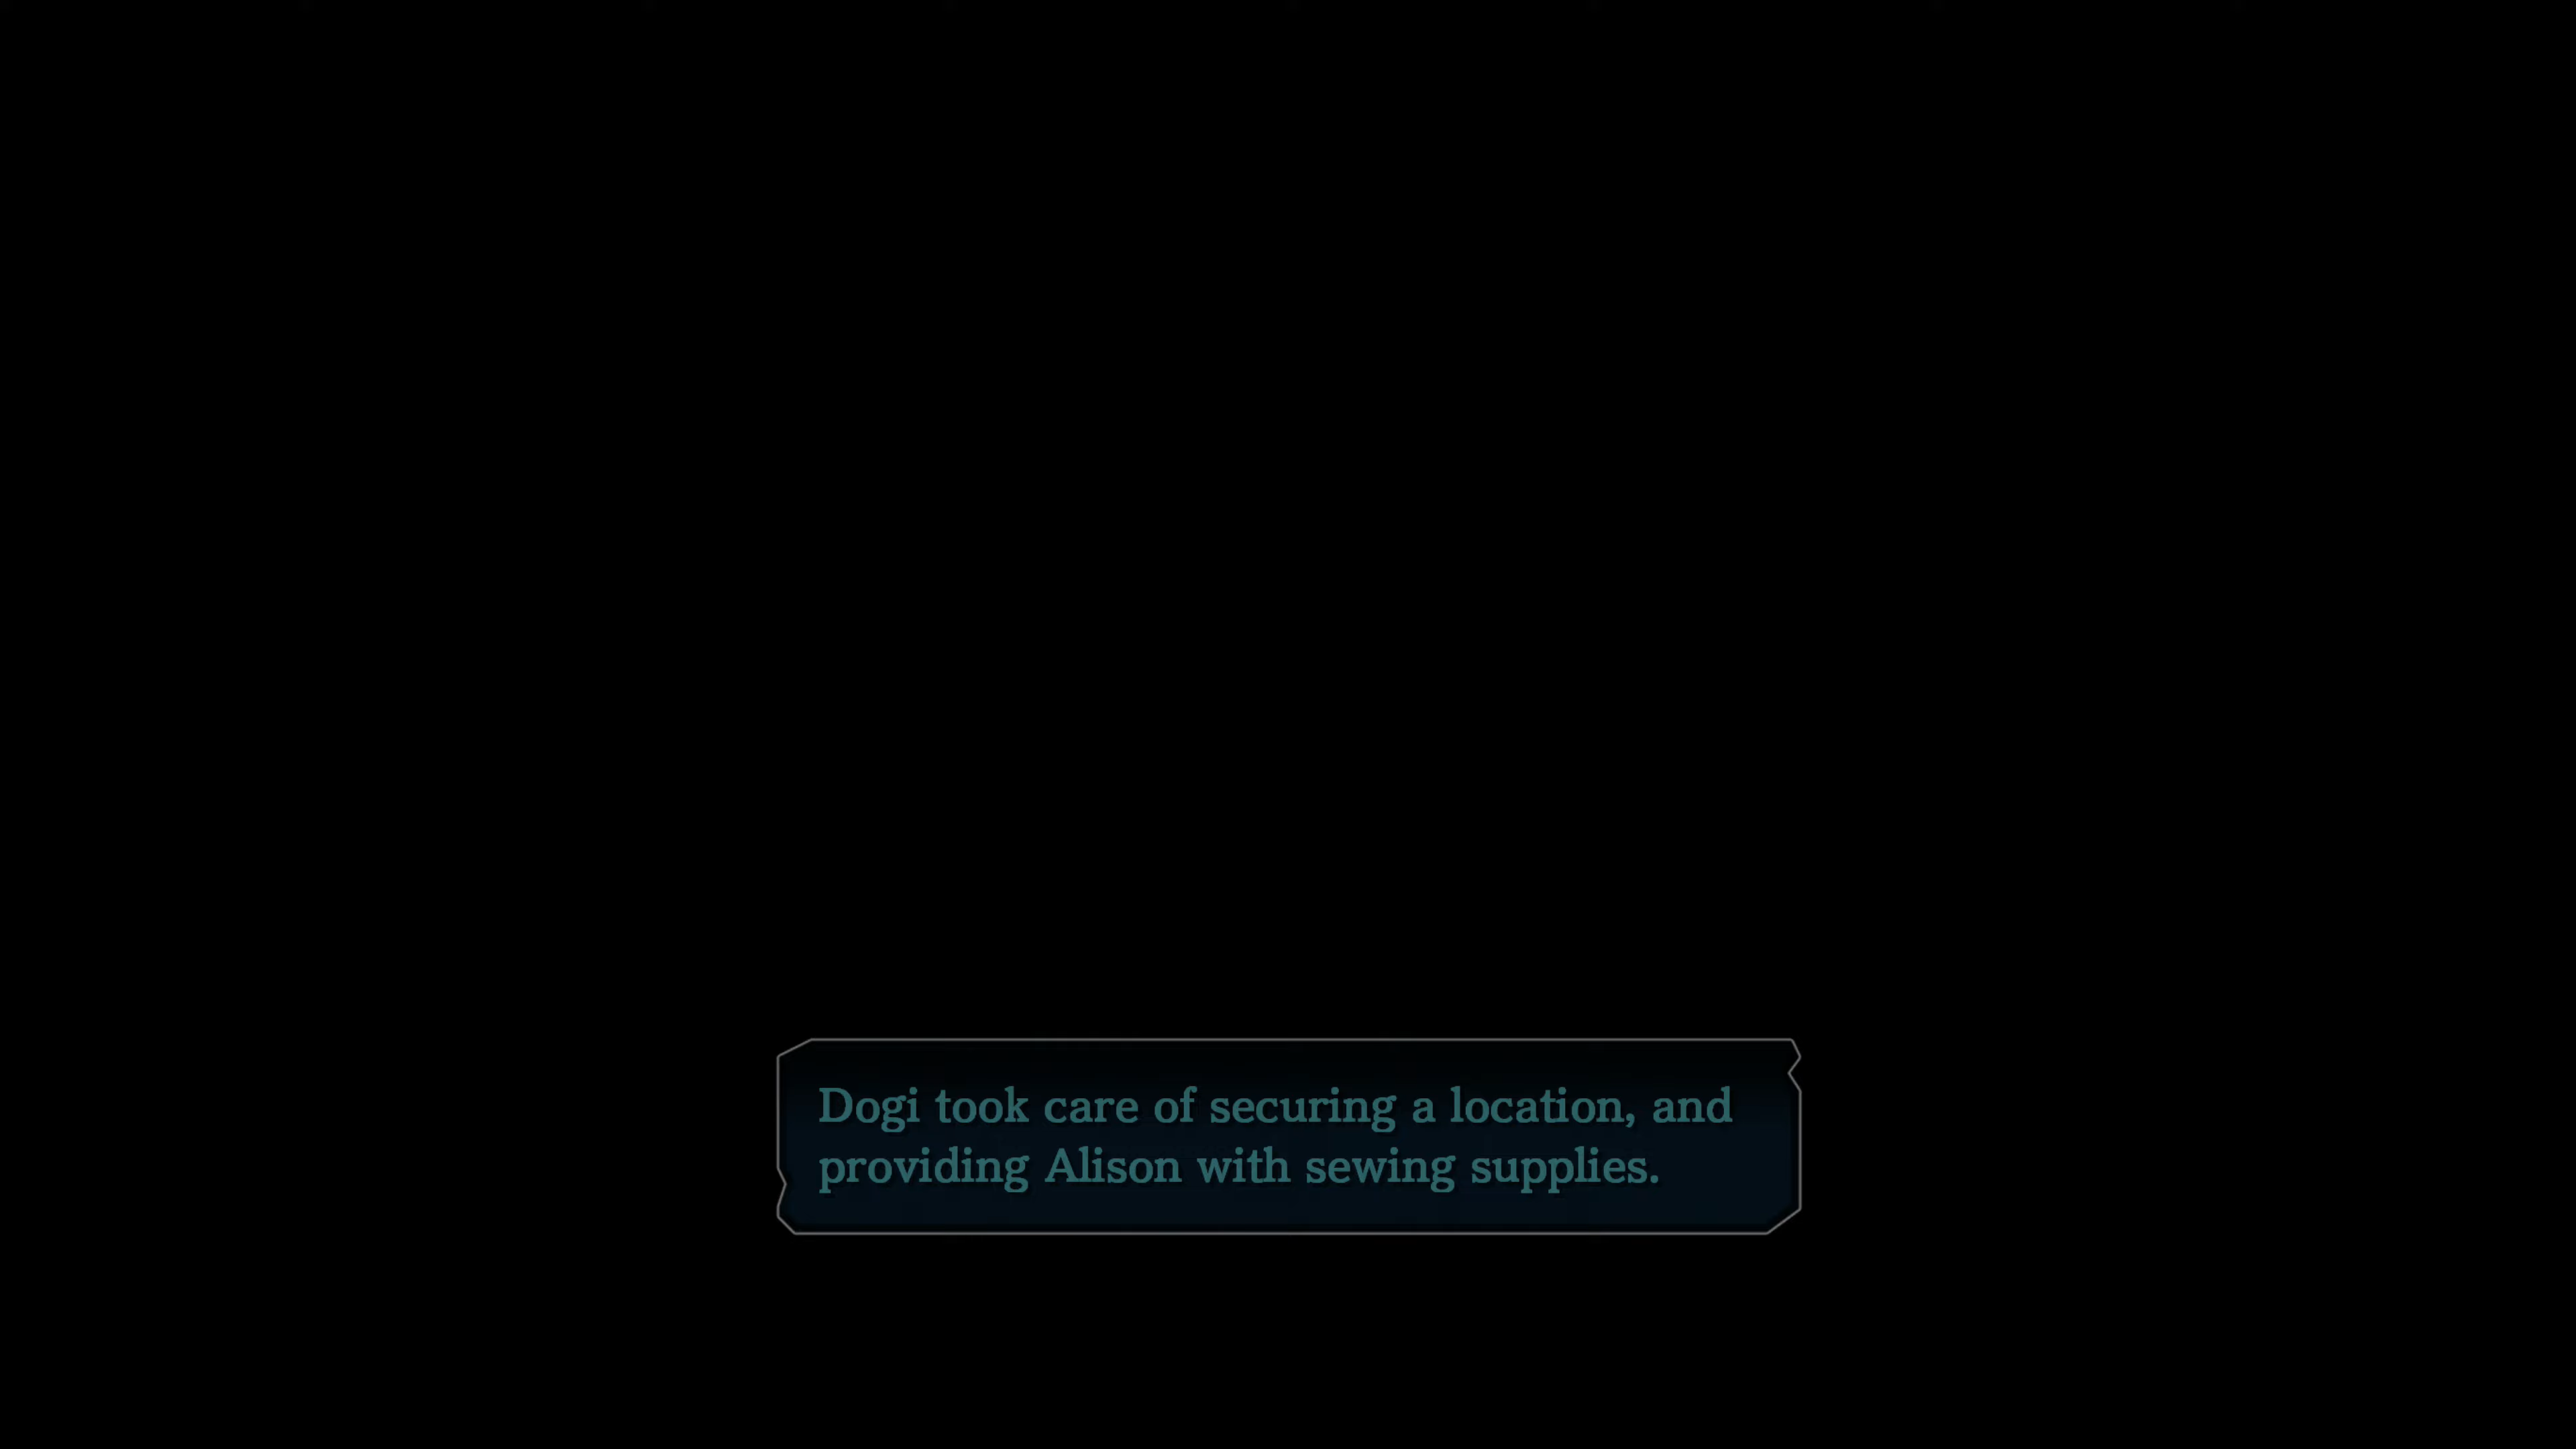 Dogi took care of securing a location, and
providing Alison with sewing supplies.